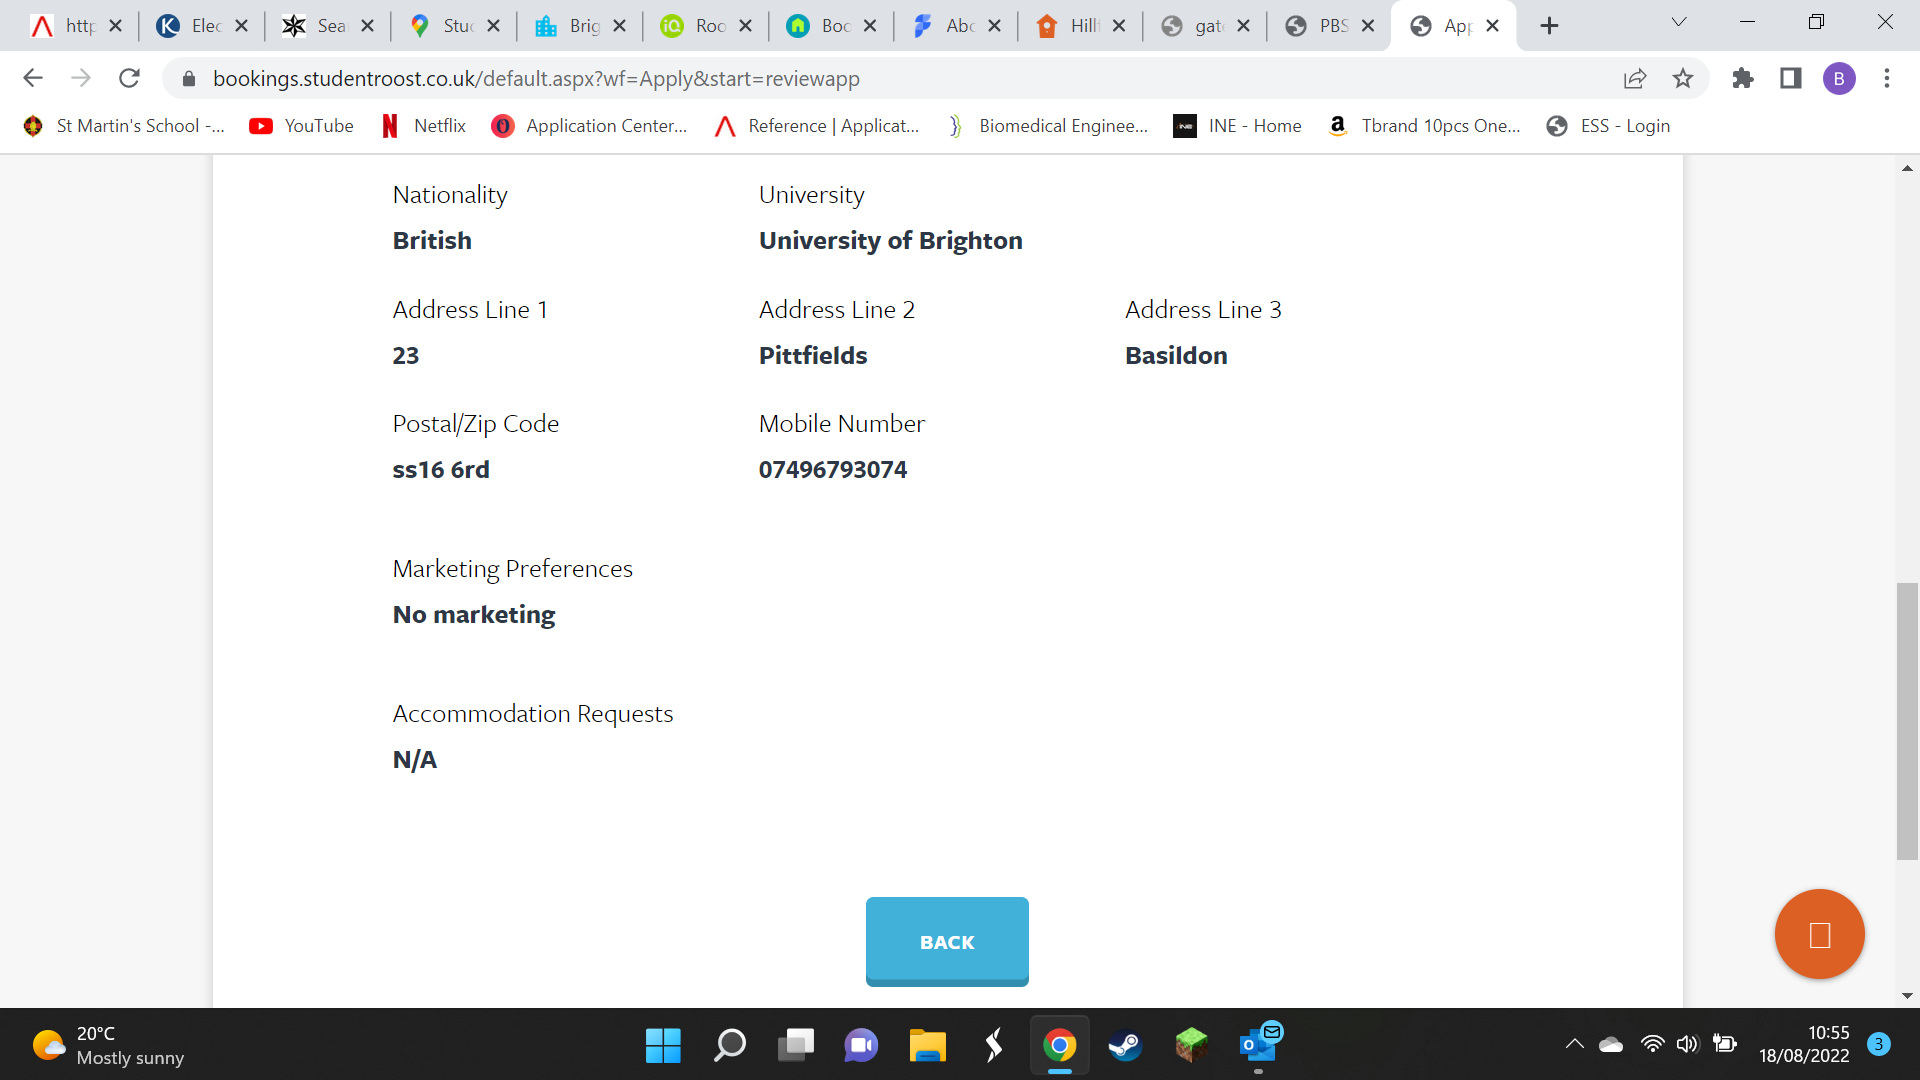 http
Elec
Sea
Stuc
Brig
Roo
Boo
Abo
Hillf
gate
PBS
App
bookings.studentroost.co.uk/default.aspx?wf=Apply&start=reviewapp
B
St Martin's School -...
YouTube
Netflix
Application Center...
Reference | Applicat...
Biomedical Enginee...
INE - Home
Tbrand 10pcs One...
ESS - Login
Nationality University
British University of Brighton
Address Line 1 Address Line 2 Address Line 3
23 Pittfields Basildon
Postal/Zip Code Mobile Number
ss16 6rd 07496793074
Marketing Preferences
No marketing
Accommodation Requests
N/A
BACK
20°C
Mostly sunny
10:55
18/08/2022
3